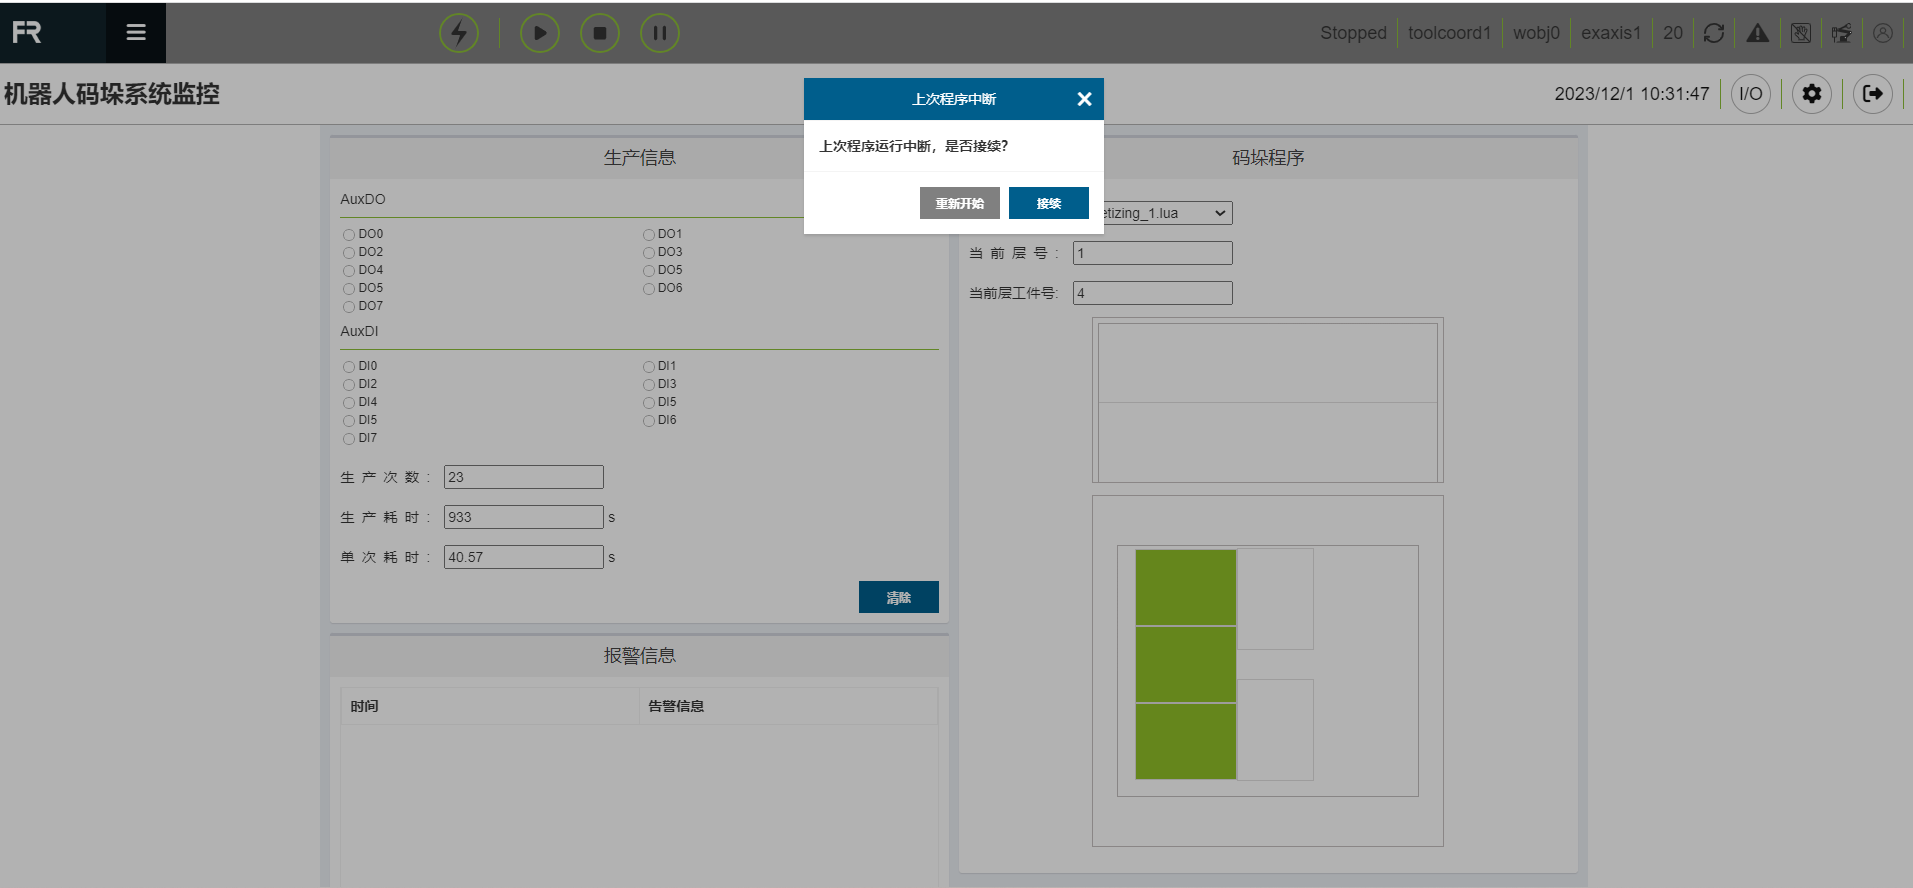 FR
Stopped toolcoord1 wobj0 exaxis1 20
机器人码垛系统监控
2023/12/1 10:31:47 I/O
上次程序中断
上次程序运行中断，是否接续？
重新开始 接续
生产信息
AuxDO
DO0 DO1
DO2 DO3
DO4 DO5
DO5 DO6
DO7
AuxDI
DI0 DI1
DI2 DI3
DI4 DI5
DI5 DI6
DI7
生产次数: 23
生产耗时: 933 s
单次耗时: 40.57 s
清除
报警信息
时间 告警信息
码垛程序
etizing_1.lua
当前层号: 1
当前层工件号: 4